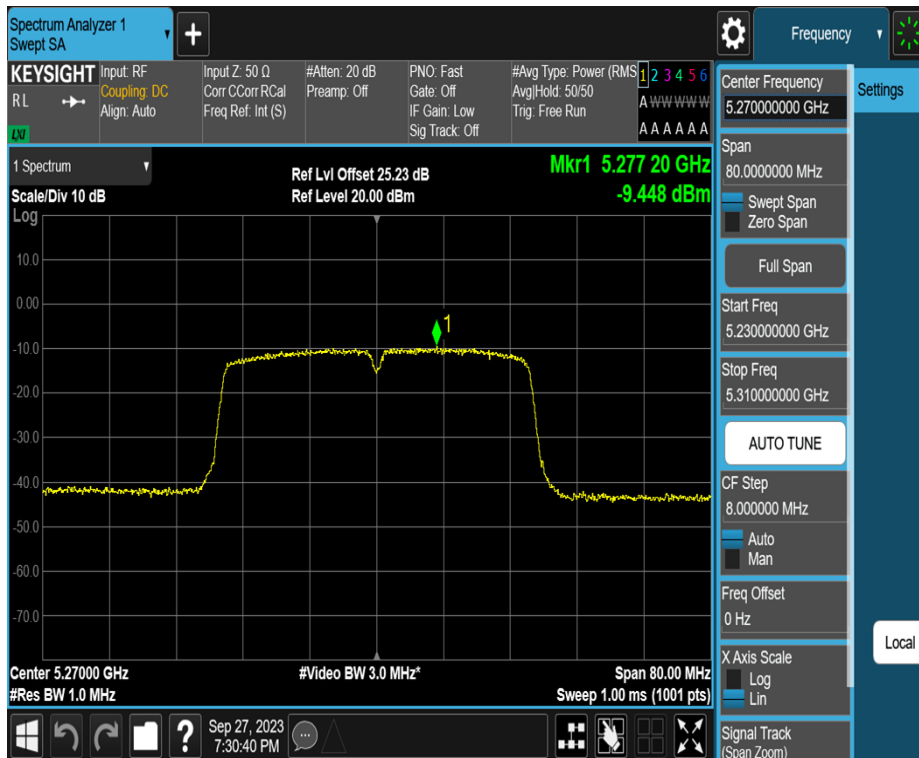 Spectrum Analyzer 1
Swept SA
+
Frequency
KEYSIGHT
R L
LXI
Input: RF
Coupling: DC
Align: Auto
Input Z: 50 Ω
Corr CCorr RCal
Freq Ref: Int (S)
#Atten: 20 dB
Preamp: Off
PNO: Fast
Gate: Off
IF Gain: Low
Sig Track: Off
#Avg Type: Power (RMS
Avg|Hold: 50/50
Trig: Free Run
1 2 3 4 5 6
A W W W W W
A A A A A A
1 Spectrum
Scale/Div 10 dB
Log
Ref Lvl Offset 25.23 dB
Ref Level 20.00 dBm
Mkr1 5.277 20 GHz
-9.448 dBm
10.0
0.00
-10.0
-20.0
-30.0
-40.0
-50.0
-60.0
-70.0
1
Center 5.27000 GHz
#Res BW 1.0 MHz
#Video BW 3.0 MHz*
Span 80.00 MHz
Sweep 1.00 ms (1001 pts)
Sep 27, 2023
7:30:40 PM
?
Center Frequency
5.270000000 GHz
Span
80.0000000 MHz
Swept Span
Zero Span
Full Span
Start Freq
5.230000000 GHz
Stop Freq
5.310000000 GHz
AUTO TUNE
CF Step
8.000000 MHz
Auto
Man
Freq Offset
0 Hz
X Axis Scale
Log
Lin
Signal Track
(Span Zoom)
Settings
Local